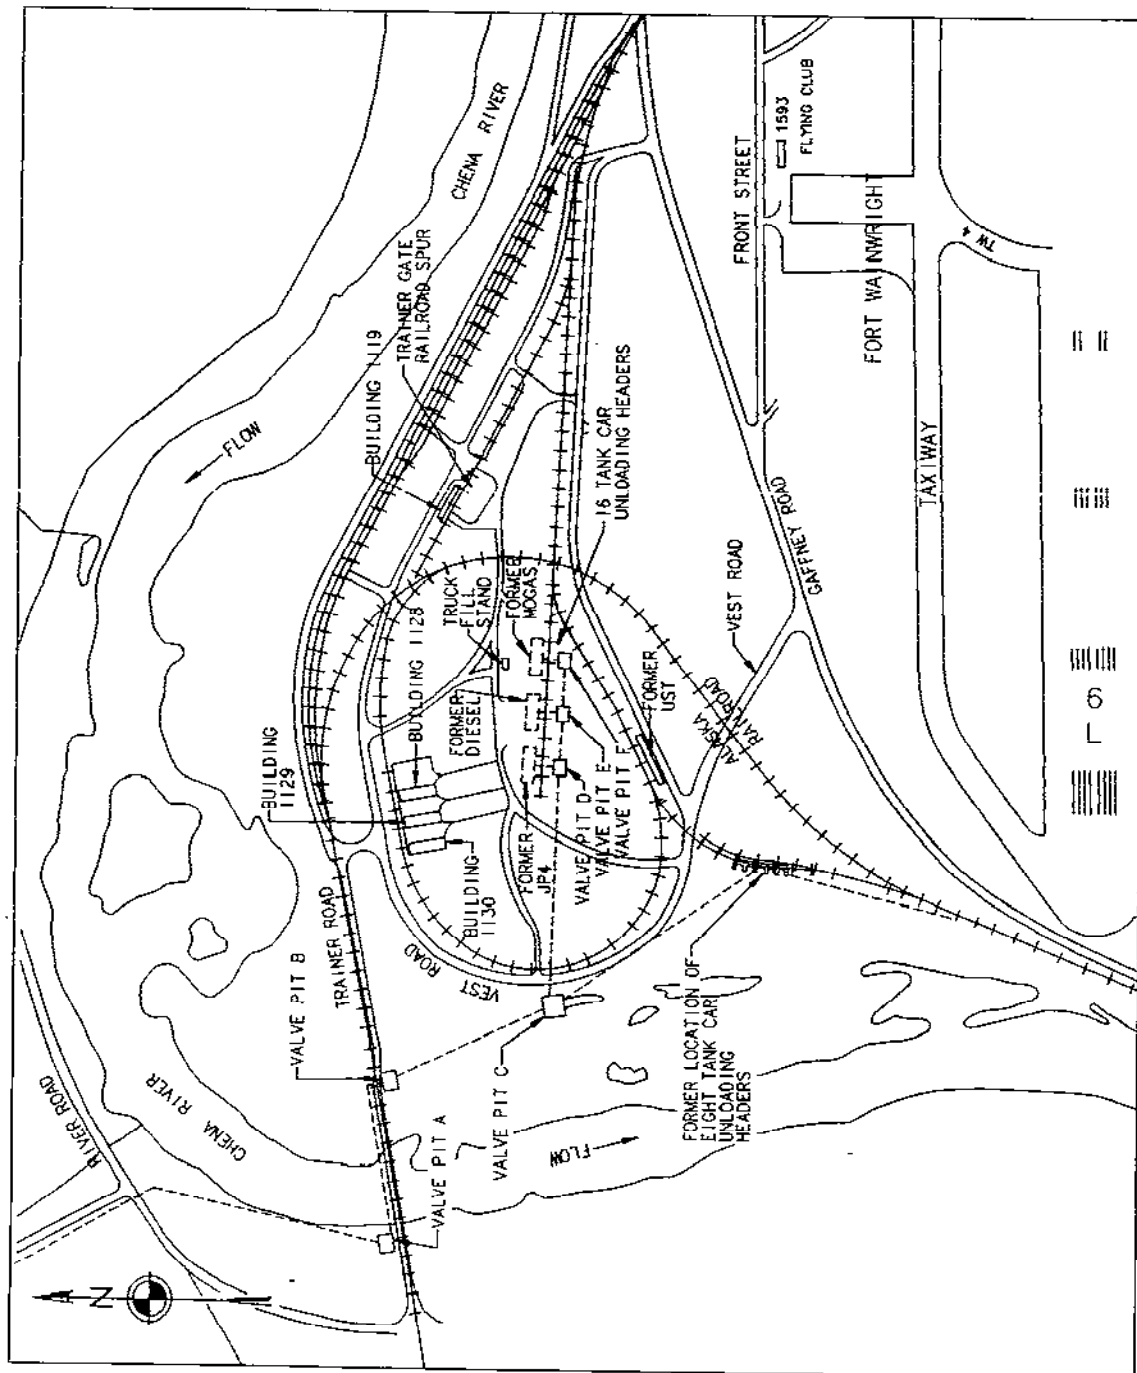 CHENA RIVER
FLOW
TRAINER GATE
RAILROAD SPUR
BUILDING 1119
FRONT STREET
1593
FLYING CLUB
FORT WAINWRIGHT
TW 4
TAXIWAY
16 TANK CAR
UNLOADING HEADERS
GAFFNEY ROAD
VEST ROAD
ALASKA
RAILROAD
6
L
BUILDING 1128
TRUCK
FILL
STAND
FORMER
MOGAS
FORMER
DIESEL
FORMER
UST
BUILDING
1129
FORMER
JP4
VALVE PIT D
VALVE PIT E
VALVE PIT F
BUILDING
1130
TRAINER ROAD
VEST ROAD
VALVE PIT B
VALVE PIT C
VALVE PIT A
FORMER LOCATION OF
EIGHT TANK CAR
UNLOADING
HEADERS
FLOW
CHENA RIVER
RIVER ROAD
N